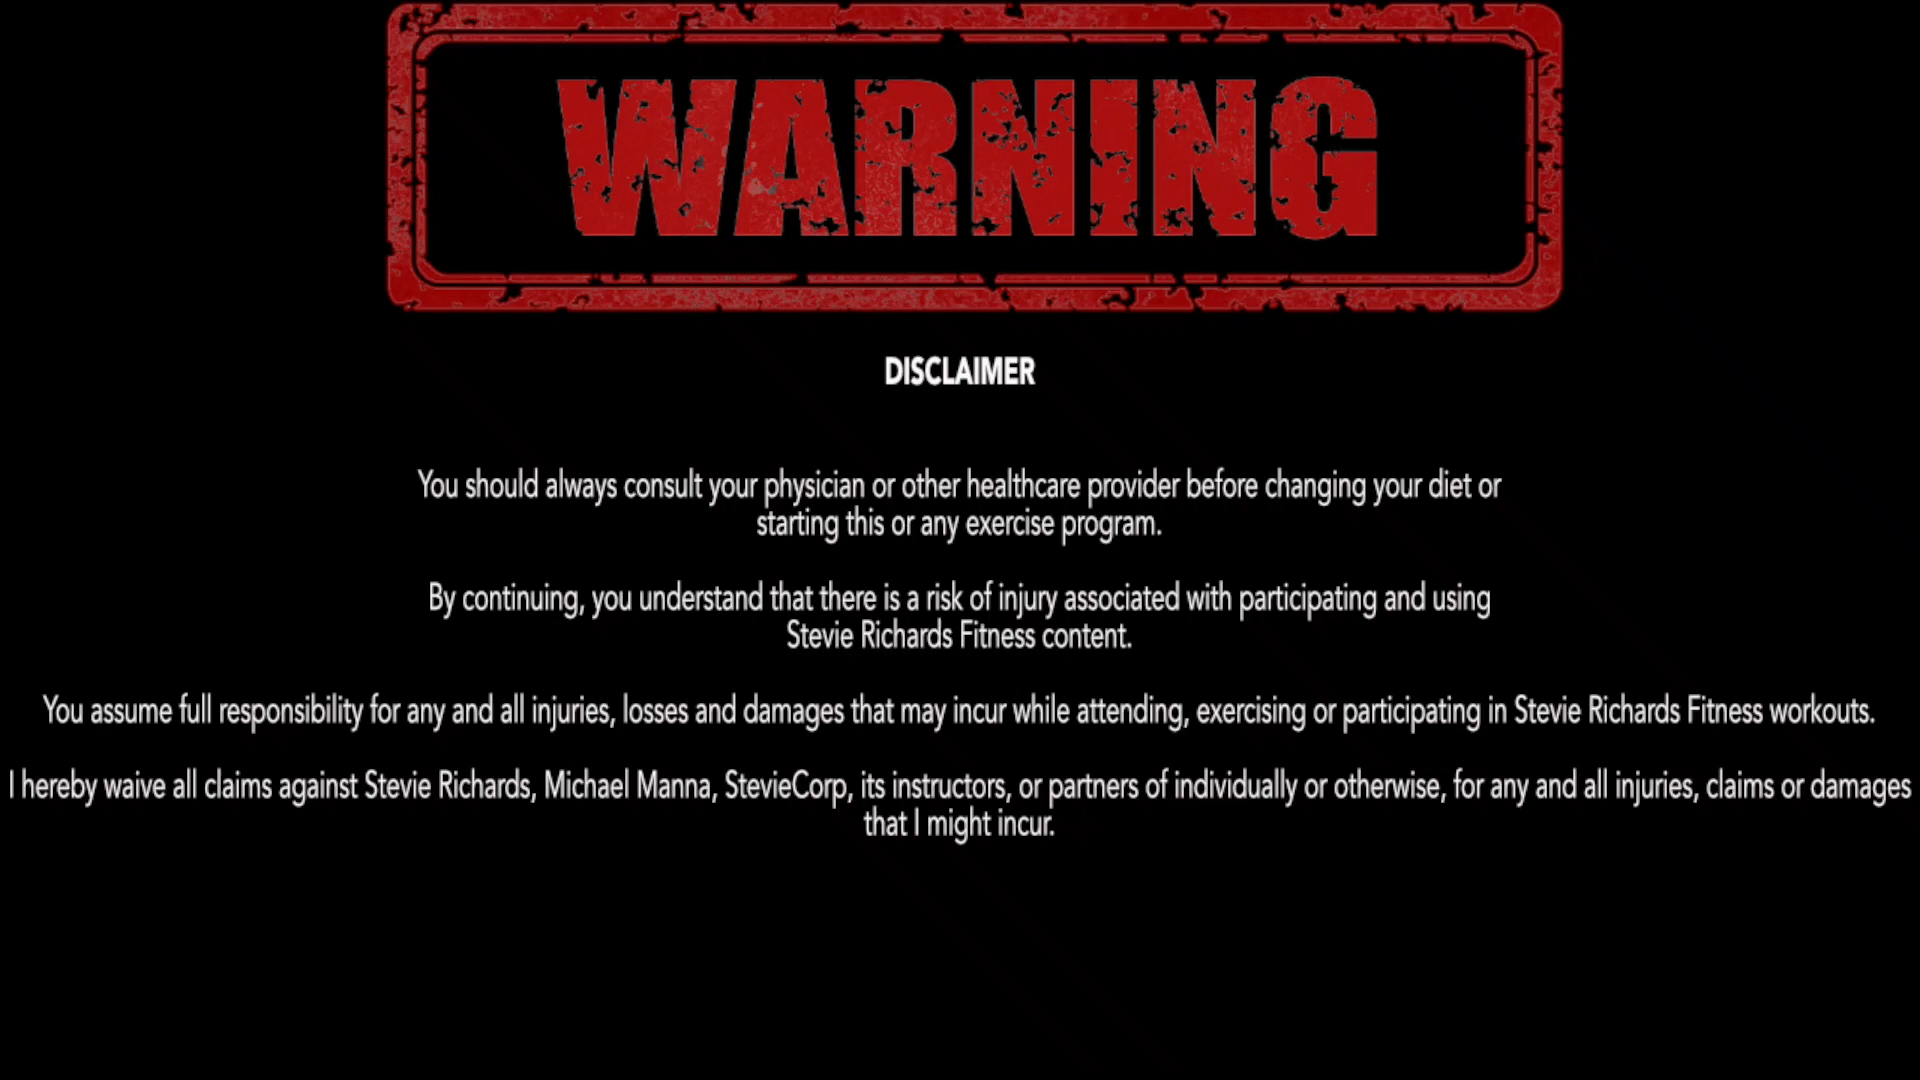 WARNING
DISCLAIMER
You should always consult your physician or other healthcare provider before changing your diet or
starting this or any exercise program.
By continuing, you understand that there is a risk of injury associated with participating and using
Stevie Richards Fitness content.
You assume full responsibility for any and all injuries, losses and damages that may incur while attending, exercising or participating in Stevie Richards Fitness workouts.
I hereby waive all claims against Stevie Richards, Michael Manna, StevieCorp, its instructors, or partners of individually or otherwise, for any and all injuries, claims or damages
that I might incur.